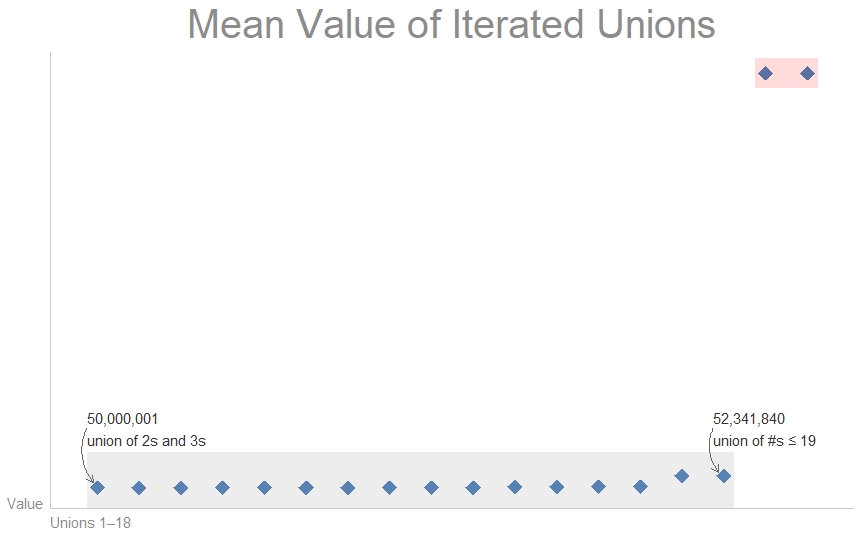 Mean Value of Iterated Unions
50,000,001
union of 2s and 3s
52,341,840
union of #s ≤ 19
Value
Unions 1–18